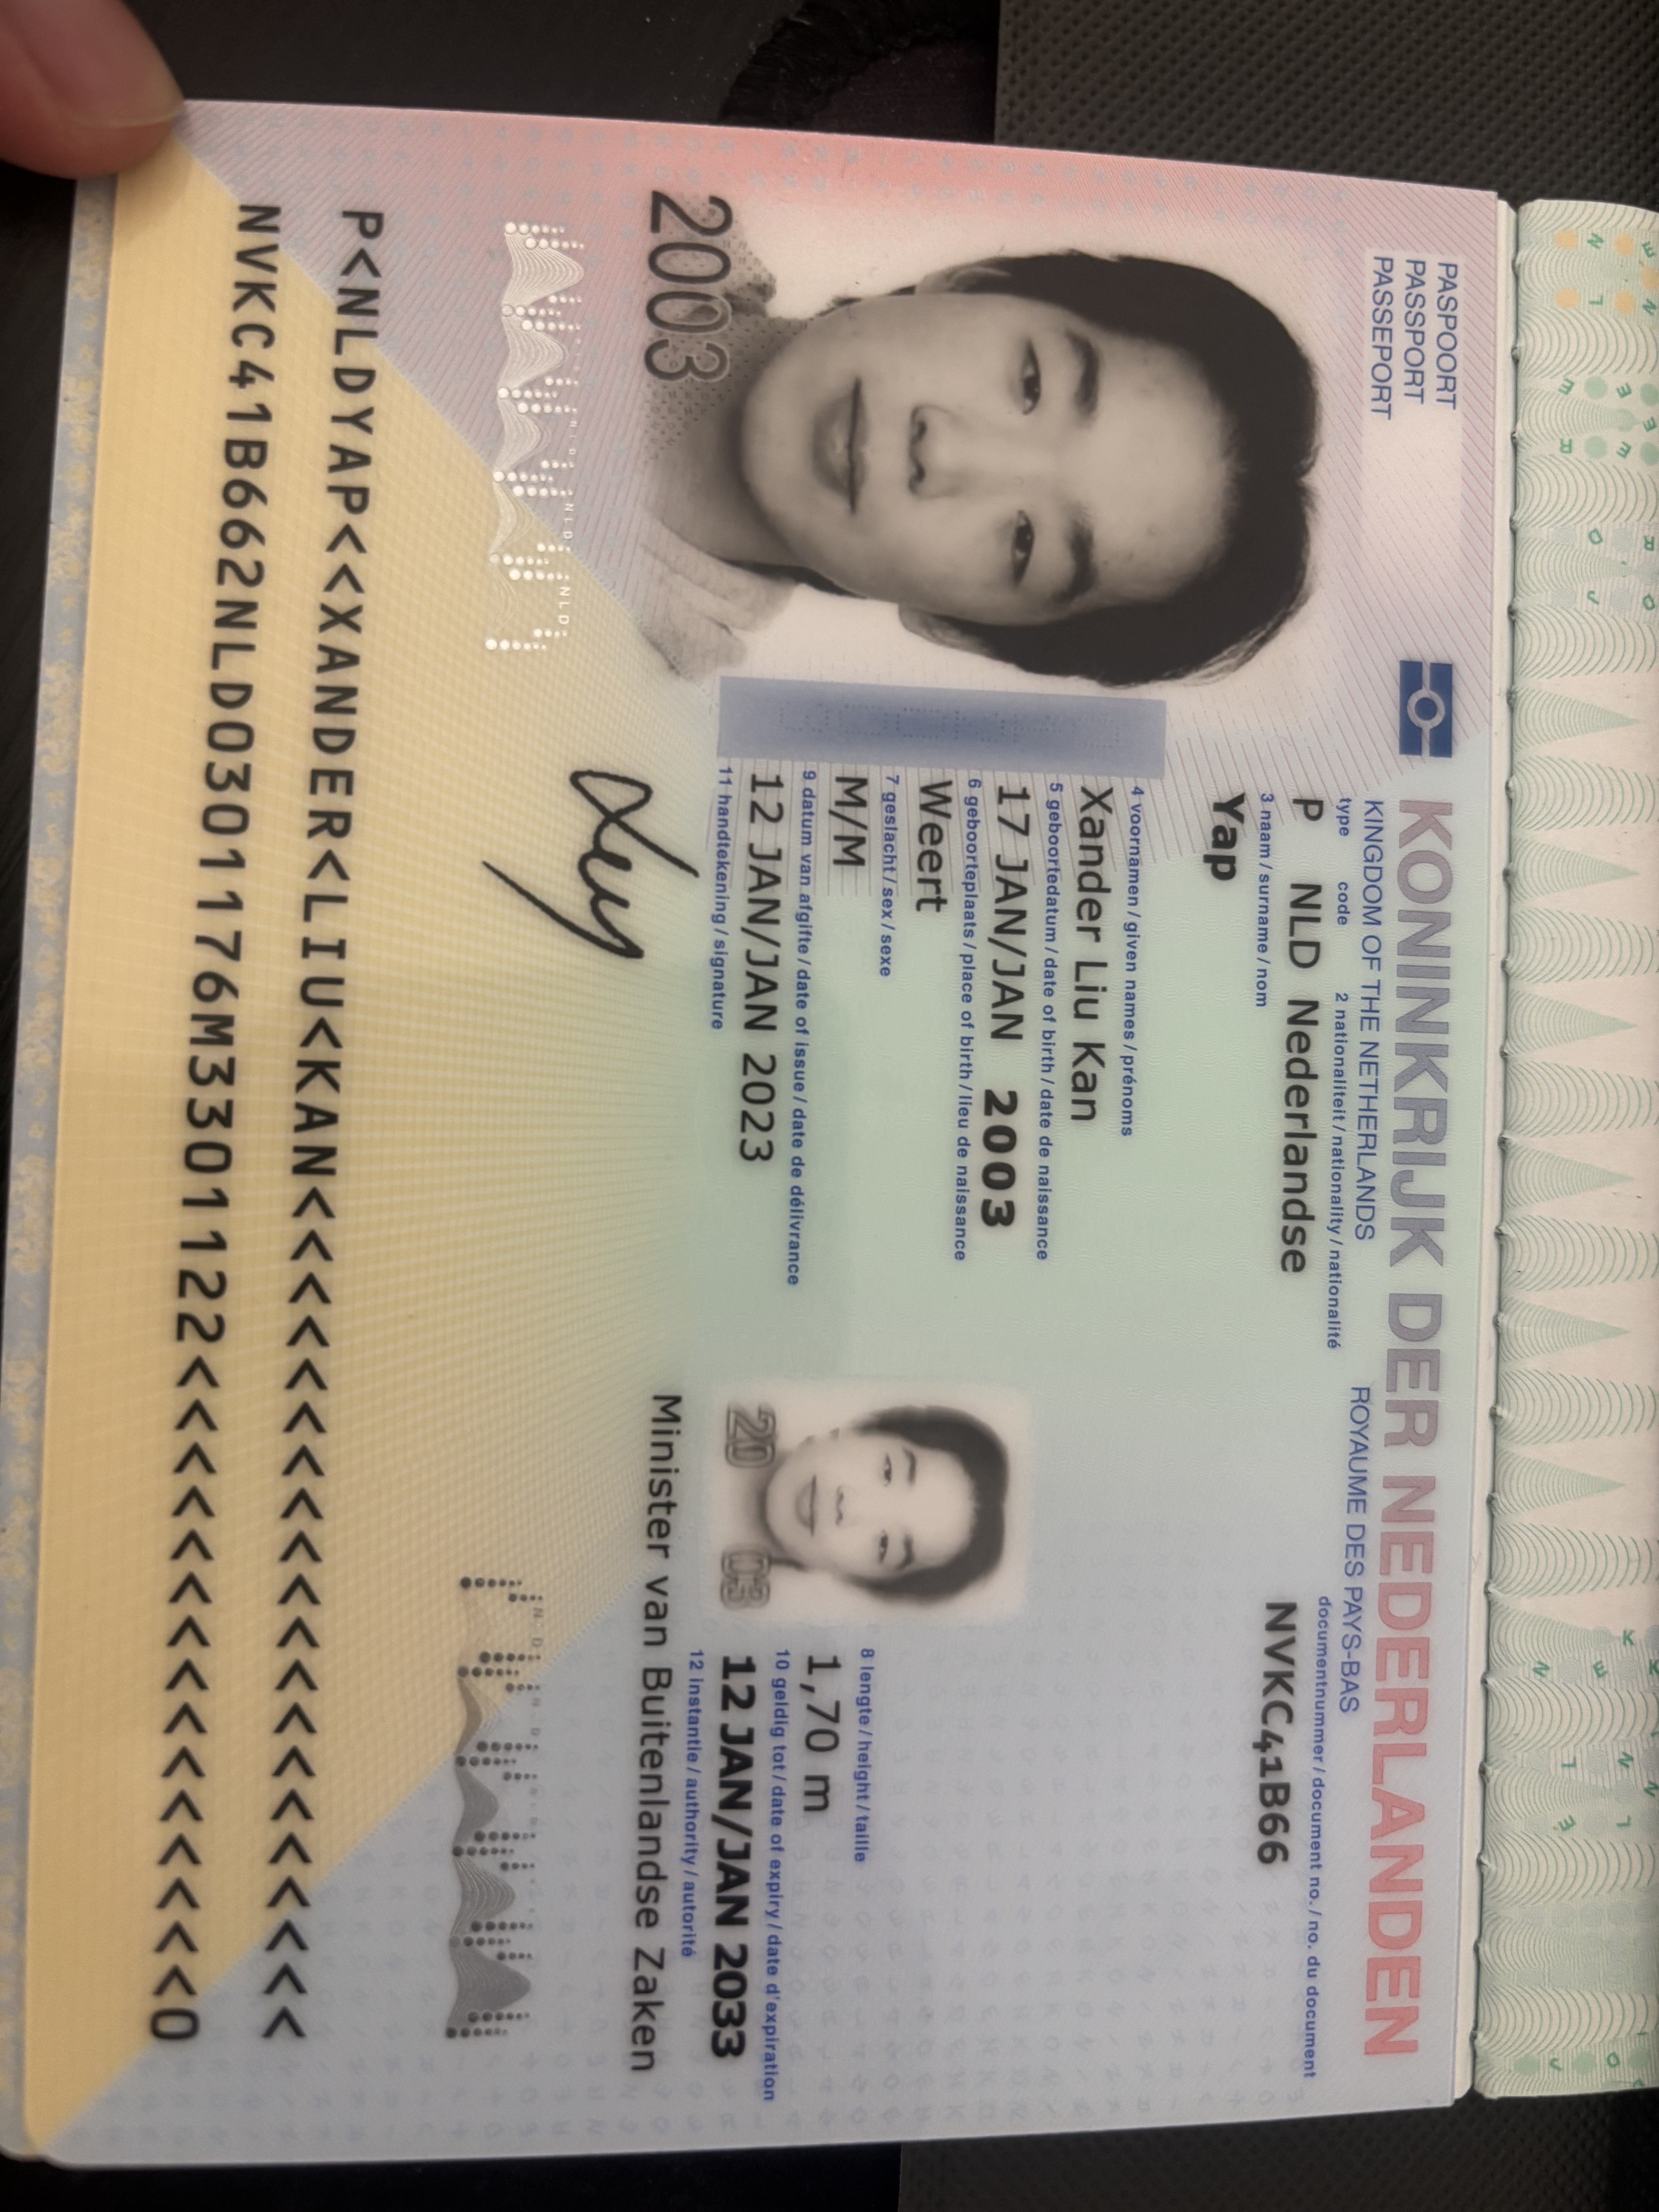 PASPOORT
PASSPORT
PASSEPORT
KONINKRIJK DER NEDERLANDEN
KINGDOM OF THE NETHERLANDS ROYAUME DES PAYS-BAS
type code 2 nationaliteit / nationality / nationalité documentnummer / document no. / no. du document
P NLD Nederlandse NVKC41B66
3 naam / surname / nom
Yap
4 voornamen / given names / prénoms
Xander Liu Kan
5 geboortedatum / date of birth / date de naissance
17 JAN/JAN 2003
6 geboorteplaats / place of birth / lieu de naissance
Weert
7 geslacht / sex / sexe 8 lengte / height / taille
M/M 1,70 m
9 datum van afgifte / date of issue / date de délivrance 10 geldig tot / date of expiry / date d'expiration
12 JAN/JAN 2023 12 JAN/JAN 2033
11 handtekening / signature 12 instantie / authority / autorité
Minister van Buitenlandse Zaken
2003
20 03
P<NLDYAP<<XANDER<LIU<KAN<<<<<<<<<<<<<<<<<<<<
NVKC41B662NLD0301176M3301122<<<<<<<<<<<<<<<0